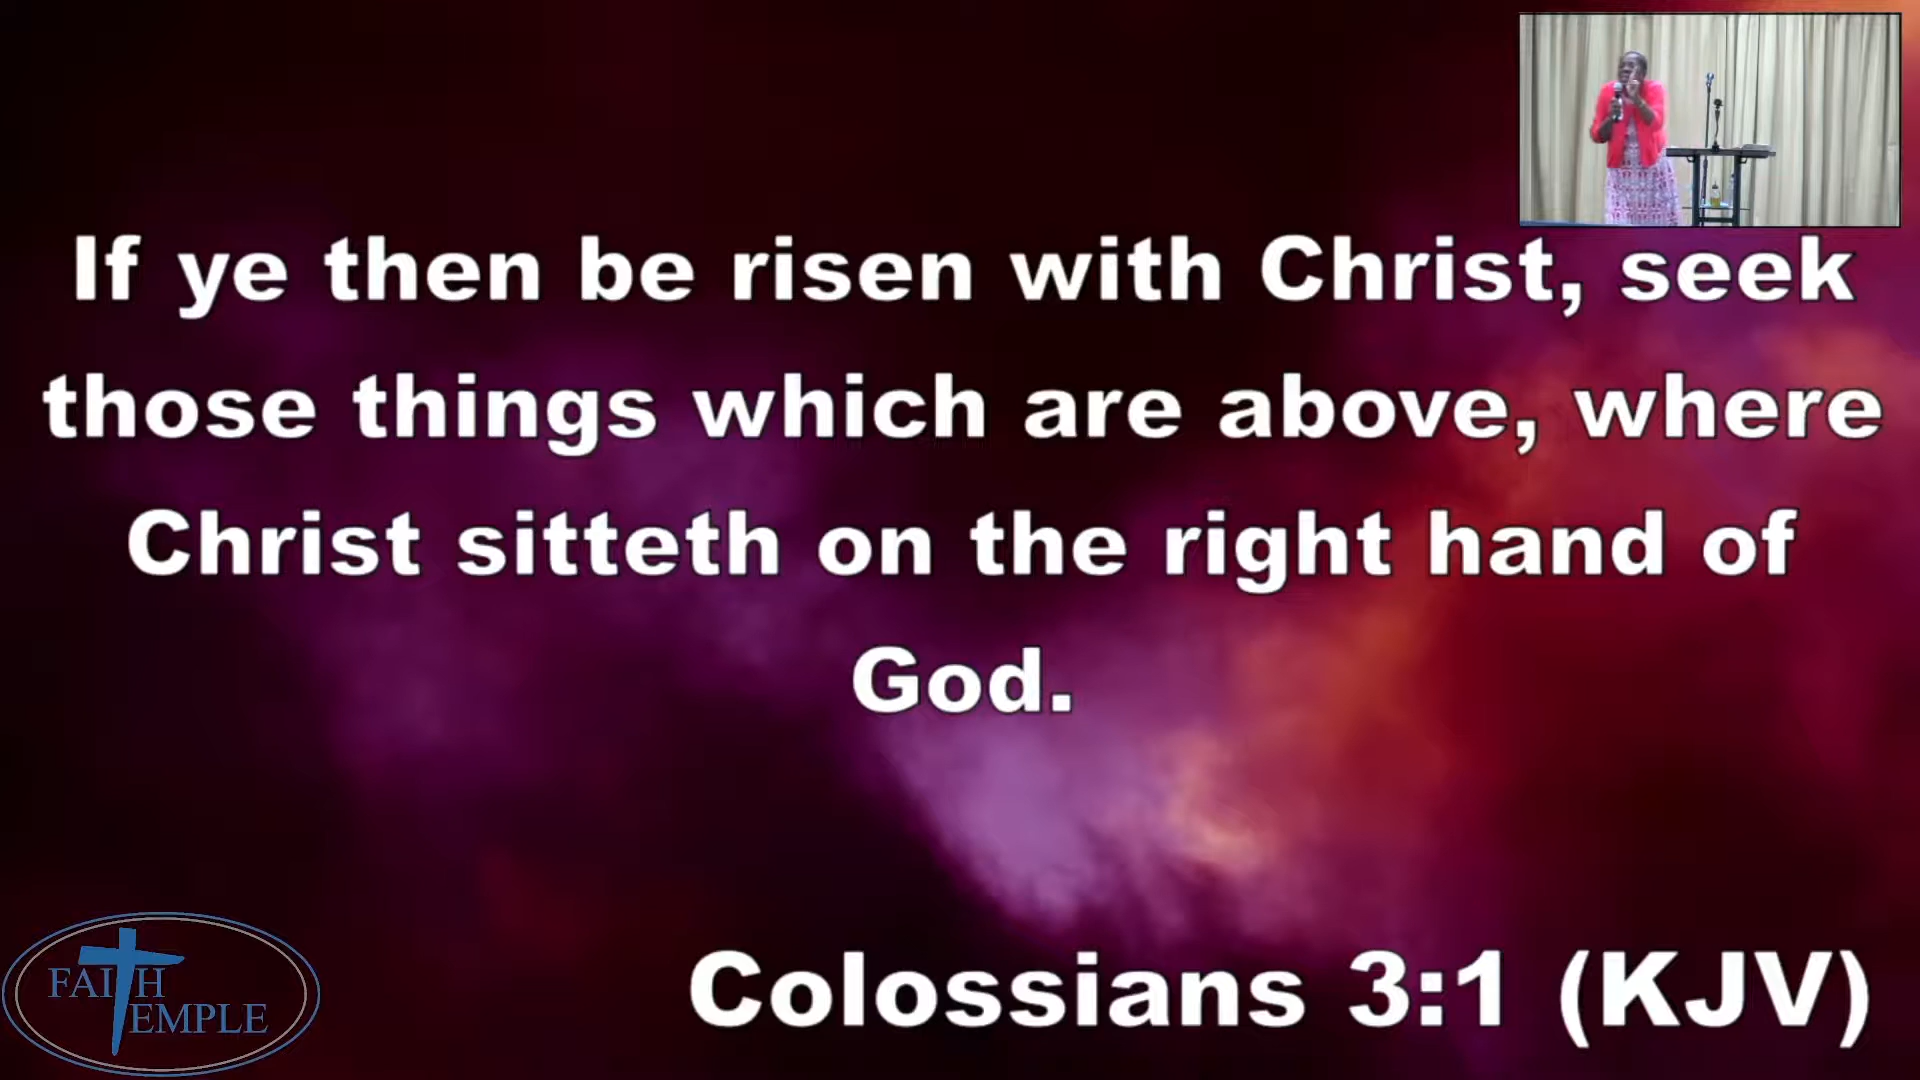 If ye then be risen with Christ, seek
those things which are above, where
Christ sitteth on the right hand of
God.
Colossians 3:1 (KJV)
FAITH
TEMPLE